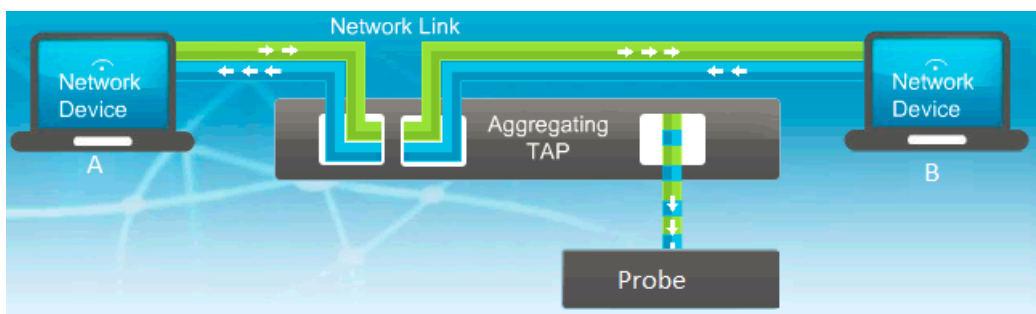 Network Link
Network
Device
A
Aggregating
TAP
Network
Device
B
Probe